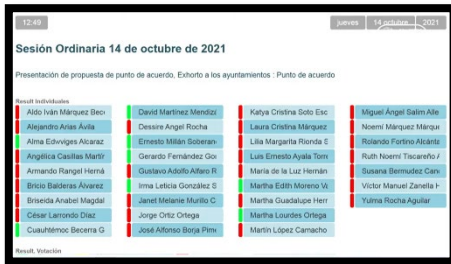 12:49 jueves 14 octubre 2021
Sesión Ordinaria 14 de octubre de 2021
Presentación de propuesta de punto de acuerdo, Exhorto a los ayuntamientos : Punto de acuerdo
Result Individuales
Aldo Iván Márquez Bece
Alejandro Arias Ávila
Alma Edwviges Alcaraz
Angélica Casillas Martír
Armando Rangel Herná
Bricio Balderas Álvarez
Briseida Anabel Magdal
César Larrondo Díaz
Cuauhtémoc Becerra G
David Martínez Mendizá
Dessire Angel Rocha
Ernesto Millán Soberan
Gerardo Fernández Go
Gustavo Adolfo Alfaro R
Irma Leticia González S
Janet Melanie Murillo C
Jorge Ortiz Ortega
José Alfonso Borja Pime
Katya Cristina Soto Esc
Laura Cristina Márquez
Lilia Margarita Rionda S
Luis Ernesto Ayala Torr
María de la Luz Hernán
Martha Edith Moreno Va
Martha Guadalupe Herr
Martha Lourdes Ortega
Martín López Camacho
Miguel Ángel Salim Alle
Noemí Márquez Márque
Rolando Fortino Alcánta
Ruth Noemí Tiscareño A
Susana Bermudez Can
Víctor Manuel Zanella H
Yulma Rocha Aguilar
Result. Votación